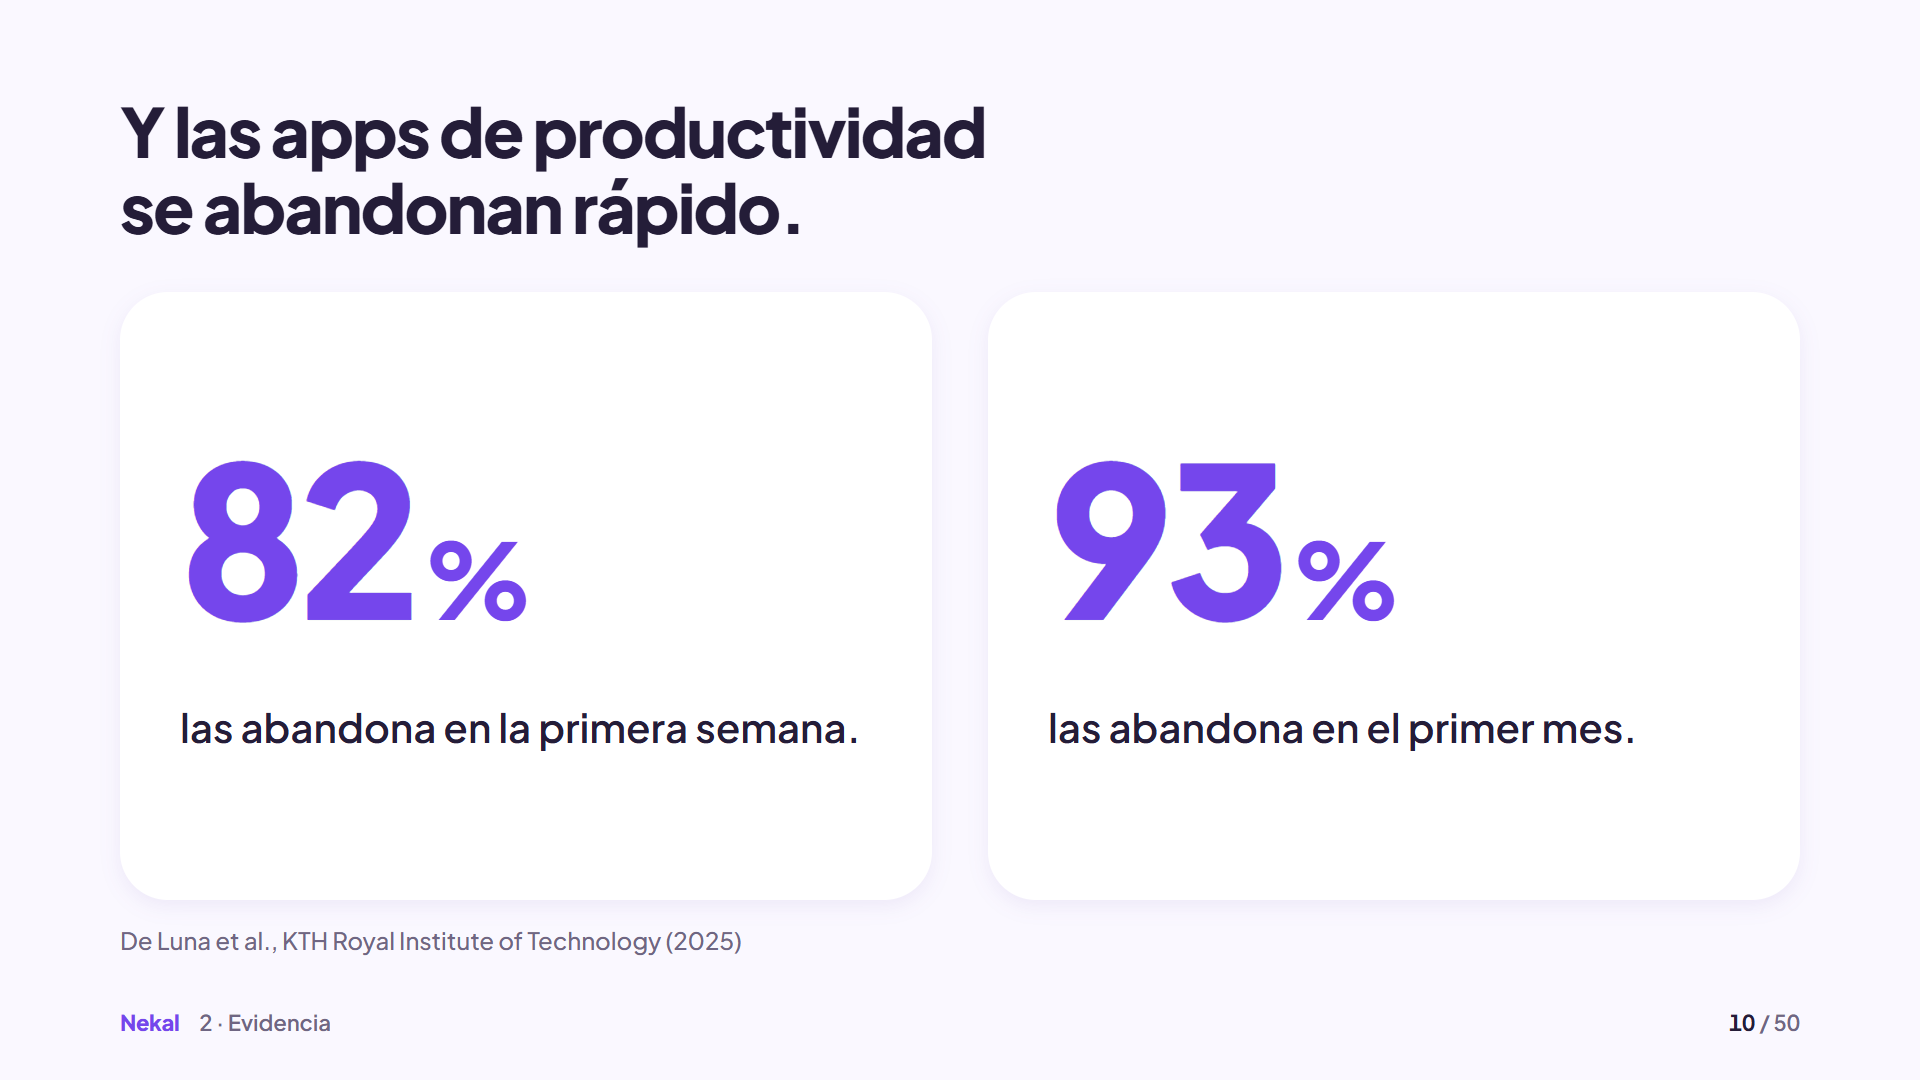 Y las apps de productividad
se abandonan rápido.
82%
las abandona en la primera semana.
93%
las abandona en el primer mes.
De Luna et al., KTH Royal Institute of Technology (2025)
Nekal 2 · Evidencia
10 / 50